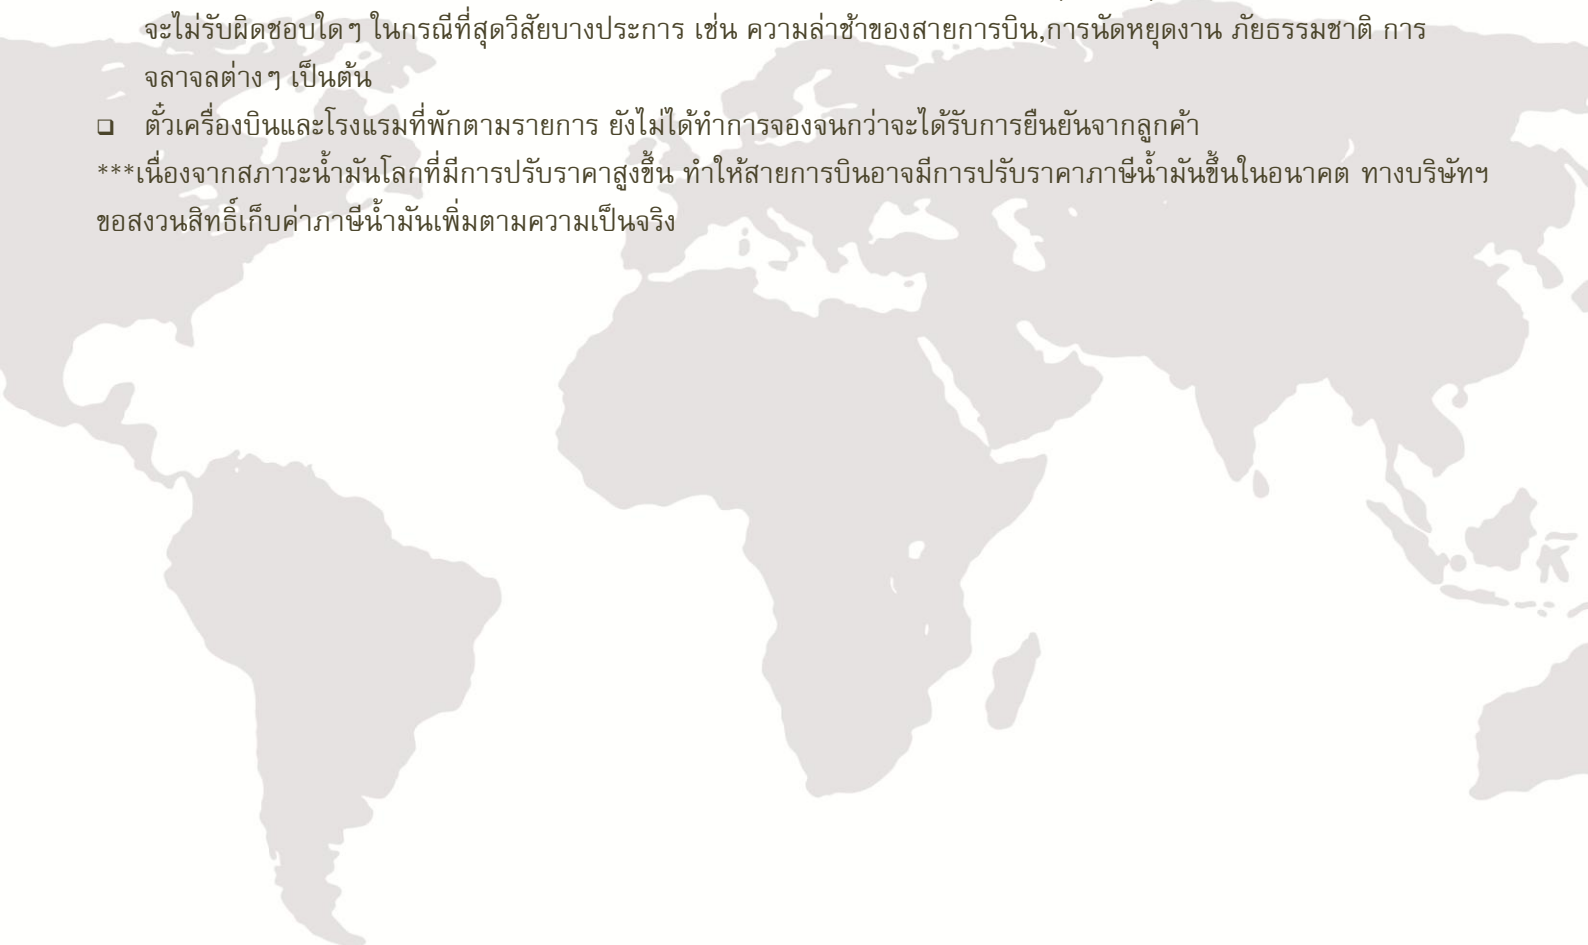 จะไม่รับผิดชอบใดๆ ในกรณีที่สุดวิสัยบางประการ เช่น ความล่าช้าของสายการบิน,การนัดหยุดงาน ภัยธรรมชาติ การ
จลาจลต่างๆ เป็นต้น
❑ ตั๋วเครื่องบินและโรงแรมที่พักตามรายการ ยังไม่ได้ทำการจองจนกว่าจะได้รับการยืนยันจากลูกค้า
***เนื่องจากสภาวะน้ำมันโลกที่มีการปรับราคาสูงขึ้น ทำให้สายการบินอาจมีการปรับราคาภาษีน้ำมันขึ้นในอนาคต ทางบริษัทฯ
ขอสงวนสิทธิ์เก็บค่าภาษีน้ำมันเพิ่มตามความเป็นจริง